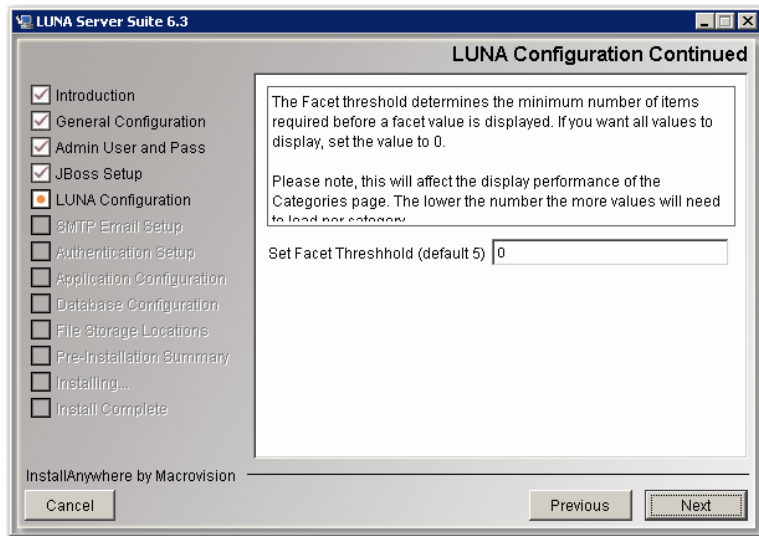 LUNA Server Suite 6.3
LUNA Configuration Continued
Introduction
General Configuration
Admin User and Pass
JBoss Setup
LUNA Configuration
SMTP Email Setup
Authentication Setup
Application Configuration
Database Configuration
File Storage Locations
Pre-Installation Summary
Installing...
Install Complete
The Facet threshold determines the minimum number of items
required before a facet value is displayed. If you want all values to
display, set the value to 0.
Please note, this will affect the display performance of the
Categories page. The lower the number the more values will need
to load per category.
Set Facet Threshhold (default 5) 0
InstallAnywhere by Macrovision
Cancel
Previous
Next